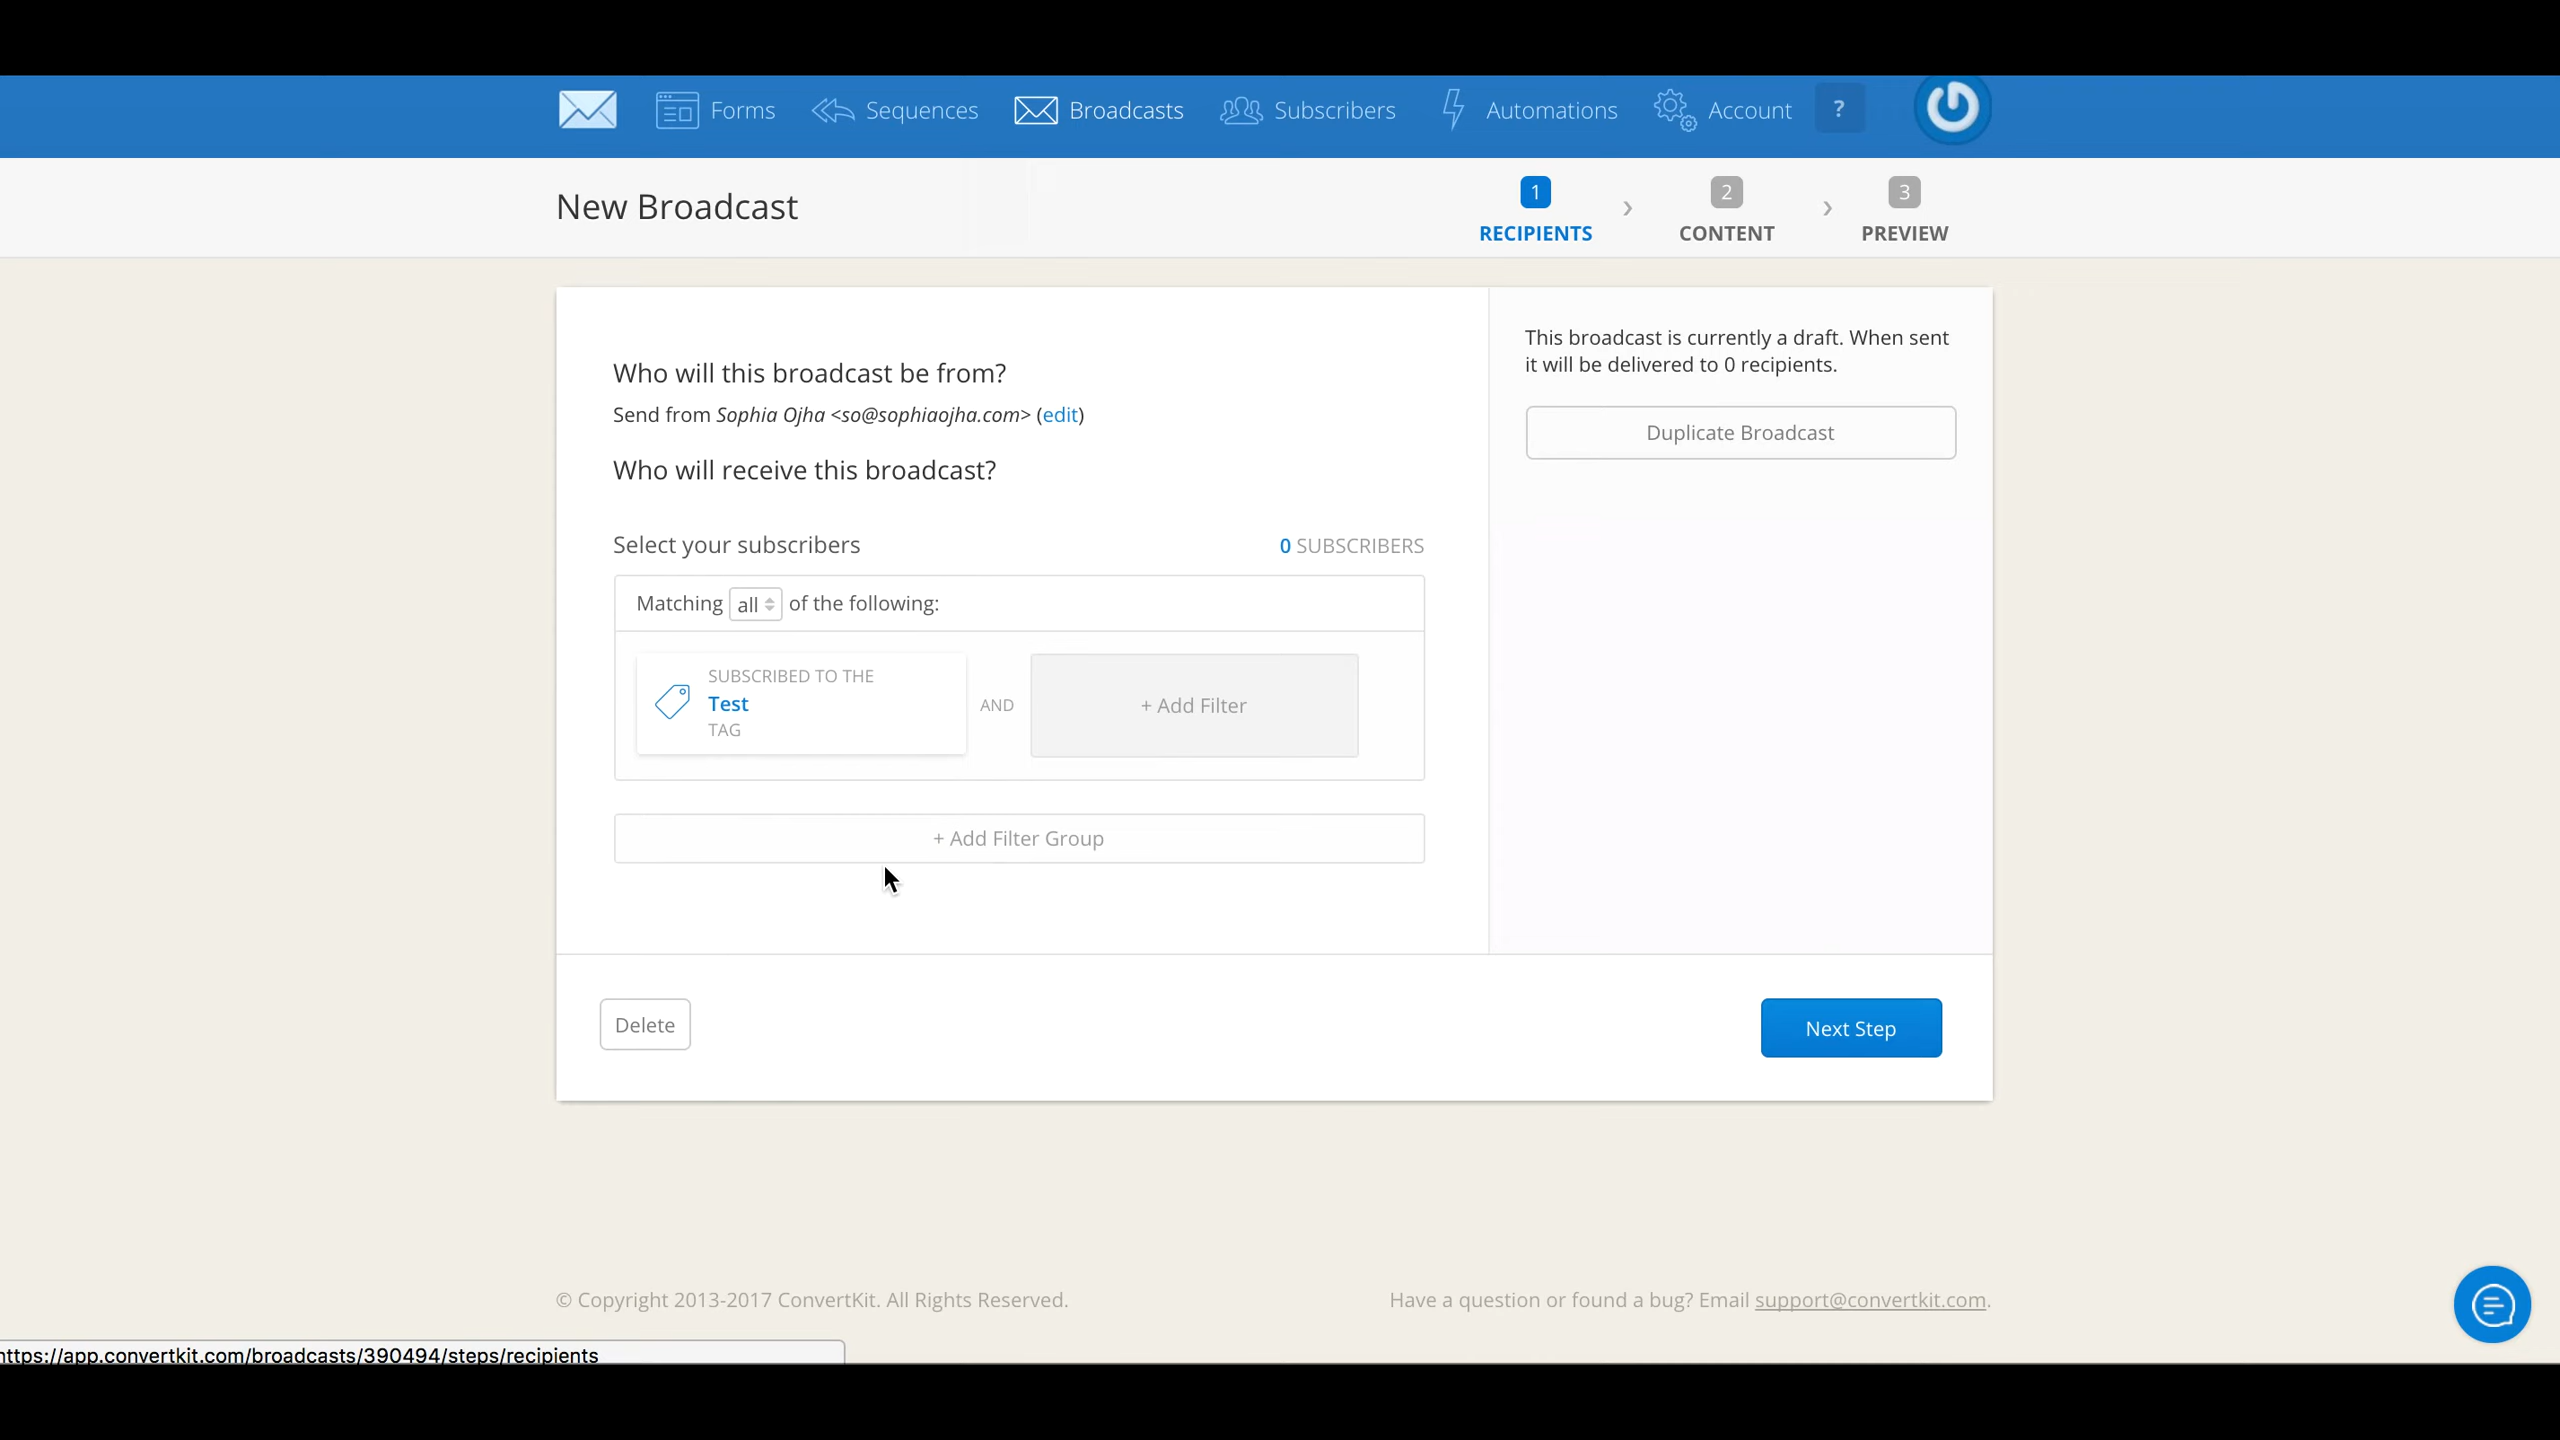 Forms
Sequences
Broadcasts
Subscribers
Automations
Account
?
New Broadcast
1
RECIPIENTS
2
CONTENT
3
PREVIEW
Who will this broadcast be from?
Send from Sophia Ojha <so@sophiaojha.com> (edit)
Who will receive this broadcast?
Select your subscribers
0 SUBSCRIBERS
Matching all of the following:
SUBSCRIBED TO THE
Test
TAG
AND
+ Add Filter
+ Add Filter Group
This broadcast is currently a draft. When sent
it will be delivered to 0 recipients.
Duplicate Broadcast
Delete
Next Step
© Copyright 2013-2017 ConvertKit. All Rights Reserved.
Have a question or found a bug? Email support@convertkit.com.
https://app.convertkit.com/broadcasts/390494/steps/recipients